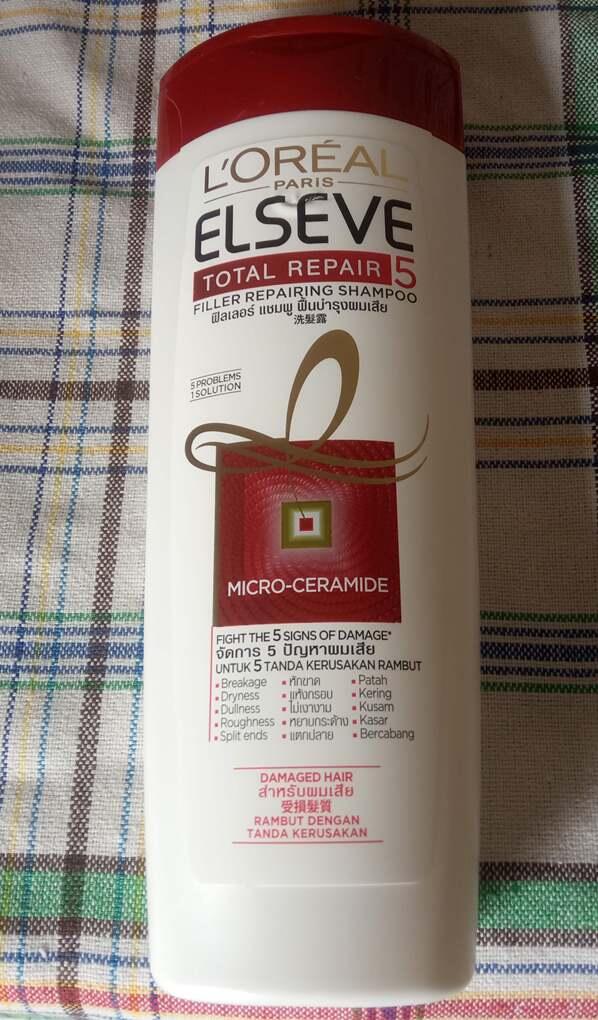 L'ORÉAL
PARIS
ELSEVE
TOTAL REPAIR 5
FILLER REPAIRING SHAMPOO
ฟิลเลอร์ แชมพู ฟื้นบำรุงผมเสีย
洗髮露
5 PROBLEMS
1 SOLUTION
MICRO-CERAMIDE
FIGHT THE 5 SIGNS OF DAMAGE*
จัดการ 5 ปัญหาผมเสีย
UNTUK 5 TANDA KERUSAKAN RAMBUT
▪ Breakage ▪ หักขาด ▪ Patah
▪ Dryness ▪ แห้งกรอบ ▪ Kering
▪ Dullness ▪ ไม่เงางาม ▪ Kusam
▪ Roughness ▪ หยาบกระด้าง ▪ Kasar
▪ Split ends ▪ แตกปลาย ▪ Bercabang
DAMAGED HAIR
สำหรับผมเสีย
受損髮質
RAMBUT DENGAN
TANDA KERUSAKAN